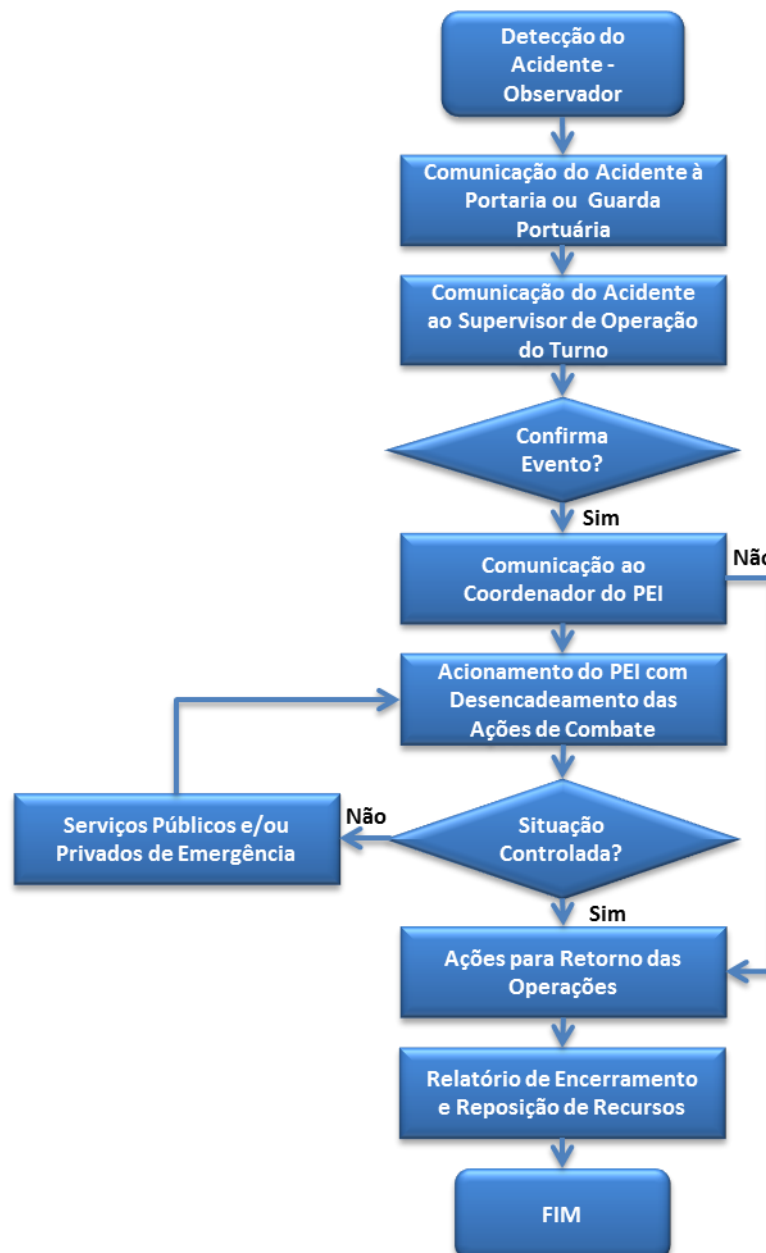 Detecção do
Acidente -
Observador
Comunicação do Acidente à
Portaria ou Guarda
Portuária
Comunicação do Acidente
ao Supervisor de Operação
do Turno
Confirma
Evento?
Sim
Comunicação ao
Coordenador do PEI
Não
Acionamento do PEI com
Desencadeamento das
Ações de Combate
Serviços Públicos e/ou
Privados de Emergência
Não
Situação
Controlada?
Sim
Ações para Retorno das
Operações
Relatório de Encerramento
e Reposição de Recursos
FIM